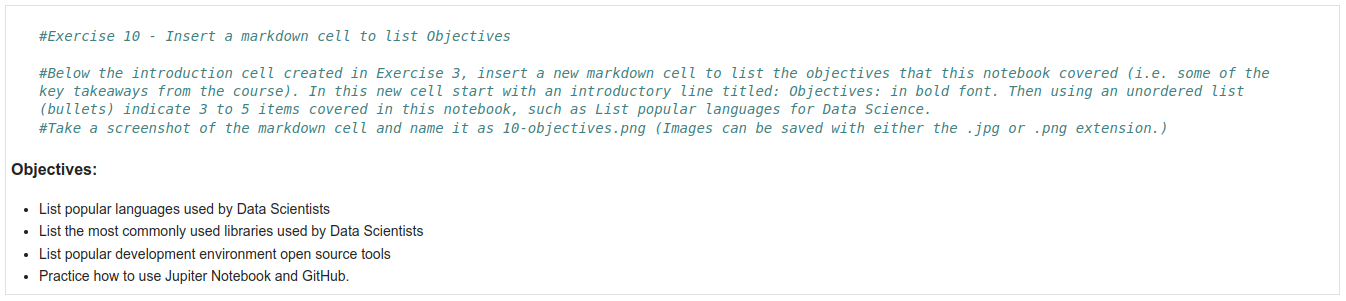 #Exercise 10 - Insert a markdown cell to list Objectives
#Below the introduction cell created in Exercise 3, insert a new markdown cell to list the objectives that this notebook covered (i.e. some of the
key takeaways from the course). In this new cell start with an introductory line titled: Objectives: in bold font. Then using an unordered list
(bullets) indicate 3 to 5 items covered in this notebook, such as List popular languages for Data Science.
#Take a screenshot of the markdown cell and name it as 10-objectives.png (Images can be saved with either the .jpg or .png extension.)
Objectives:
• List popular languages used by Data Scientists
• List the most commonly used libraries used by Data Scientists
• List popular development environment open source tools
• Practice how to use Jupiter Notebook and GitHub.